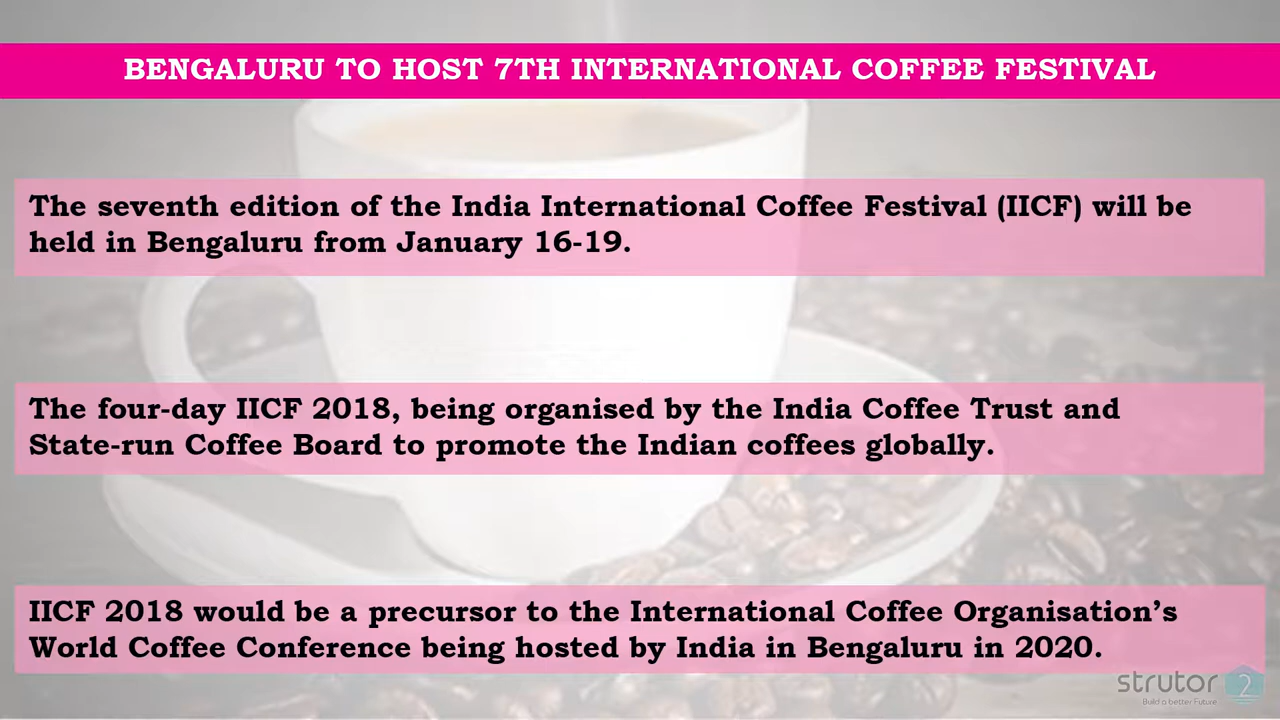 BENGALURU TO HOST 7TH INTERNATIONAL COFFEE FESTIVAL
The seventh edition of the India International Coffee Festival (IICF) will be
held in Bengaluru from January 16-19.
The four-day IICF 2018, being organised by the India Coffee Trust and
State-run Coffee Board to promote the Indian coffees globally.
IICF 2018 would be a precursor to the International Coffee Organisation’s
World Coffee Conference being hosted by India in Bengaluru in 2020.
strutor 2
Build a better Future